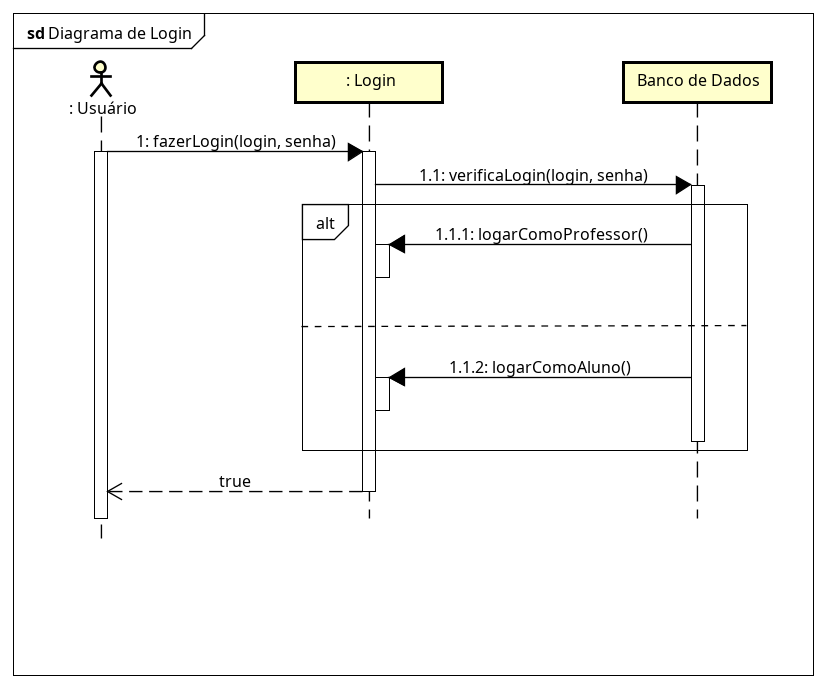 sd Diagrama de Login
: Usuário
: Login
Banco de Dados
1: fazerLogin(login, senha)
1.1: verificaLogin(login, senha)
alt
1.1.1: logarComoProfessor()
1.1.2: logarComoAluno()
true